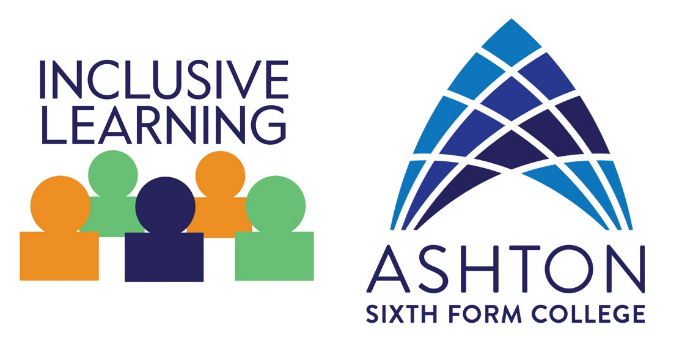 INCLUSIVE
LEARNING
ASHTON
SIXTH FORM COLLEGE